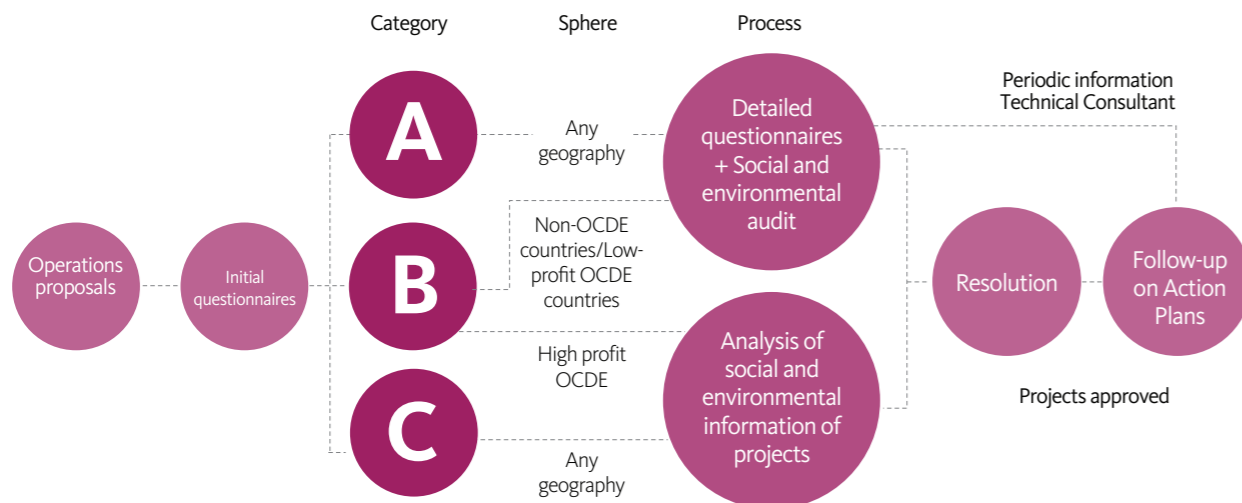 Category
Sphere
Process
Operations
proposals
Initial
questionnaires
A
B
C
Any
geography
Non-OCDE
countries/Low-
profit OCDE
countries
High profit
OCDE
Any
geography
Detailed
questionnaires
+ Social and
environmental
audit
Analysis of
social and
environmental
information of
projects
Periodic information
Technical Consultant
Resolution
Follow-up
on Action
Plans
Projects approved